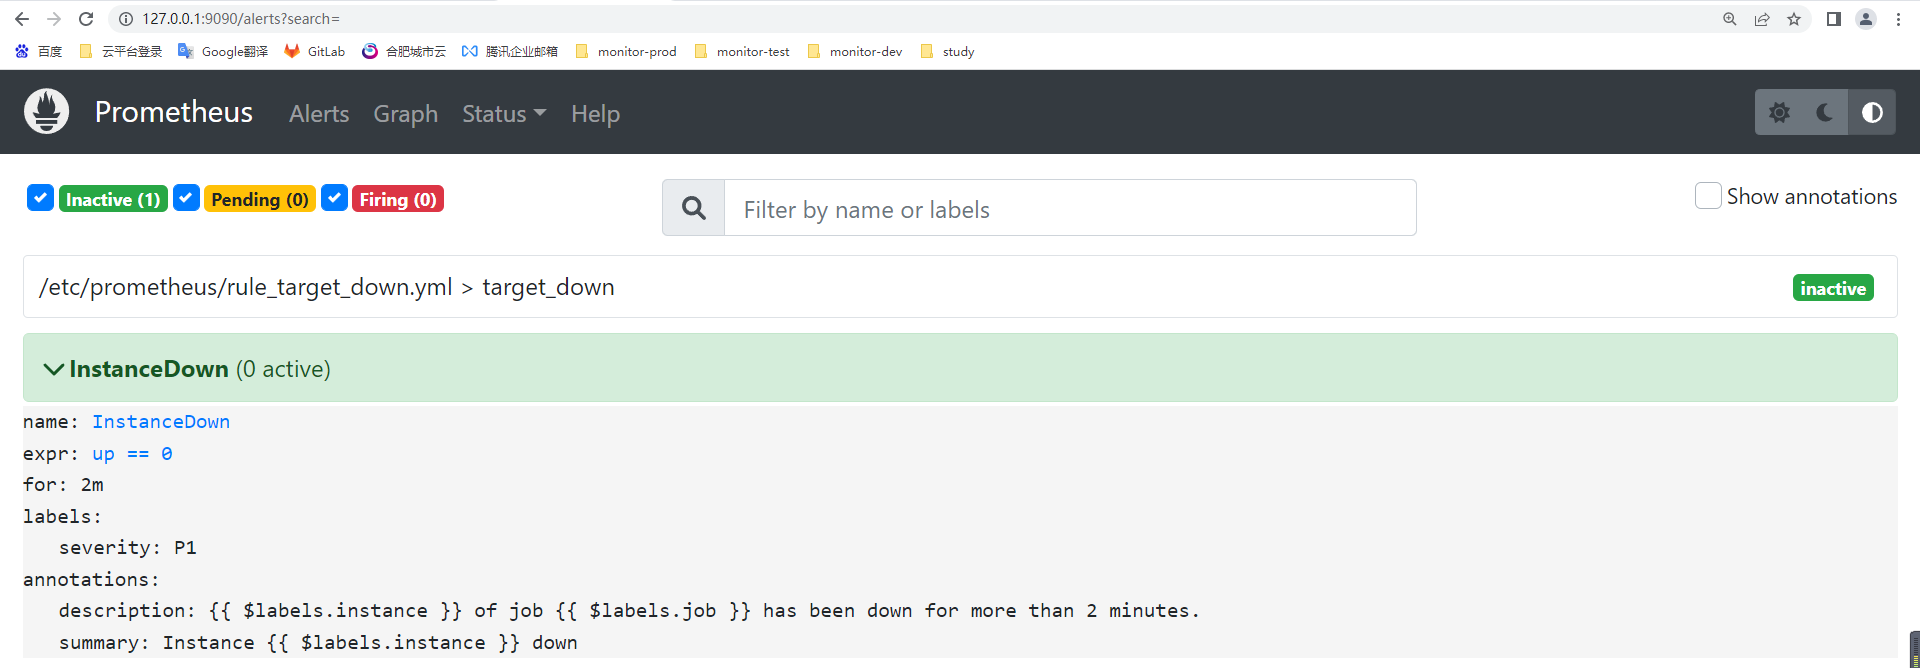 127.0.0.1:9090/alerts?search=
百度 云平台登录 Google翻译 GitLab 合肥城市云 腾讯企业邮箱 monitor-prod monitor-test monitor-dev study
Prometheus Alerts Graph Status Help
Inactive (1) Pending (0) Firing (0) Filter by name or labels Show annotations
/etc/prometheus/rule_target_down.yml > target_down inactive
InstanceDown (0 active)
name: InstanceDown
expr: up == 0
for: 2m
labels:
severity: P1
annotations:
description: {{ $labels.instance }} of job {{ $labels.job }} has been down for more than 2 minutes.
summary: Instance {{ $labels.instance }} down